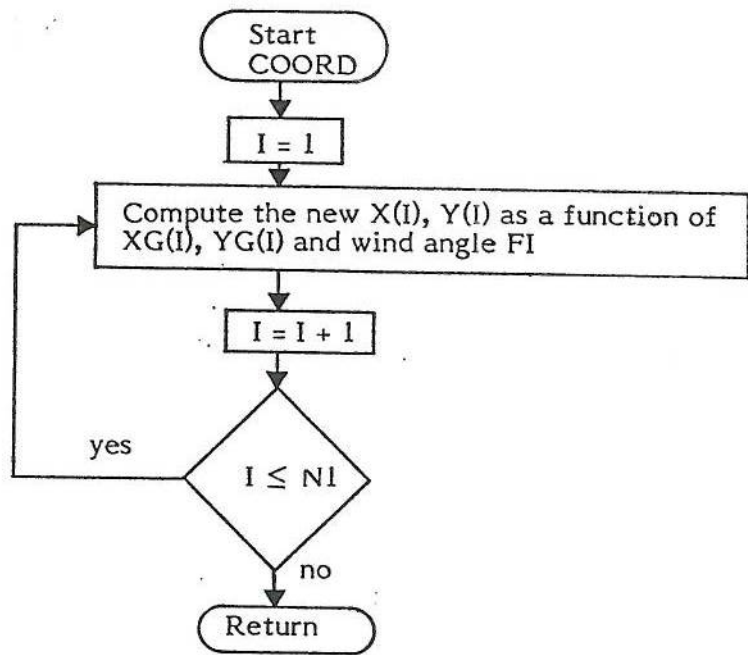 Start
COORD
I = 1
Compute the new X(I), Y(I) as a function of
XG(I), YG(I) and wind angle FI
I = I + 1
yes
I ≤ N1
no
Return